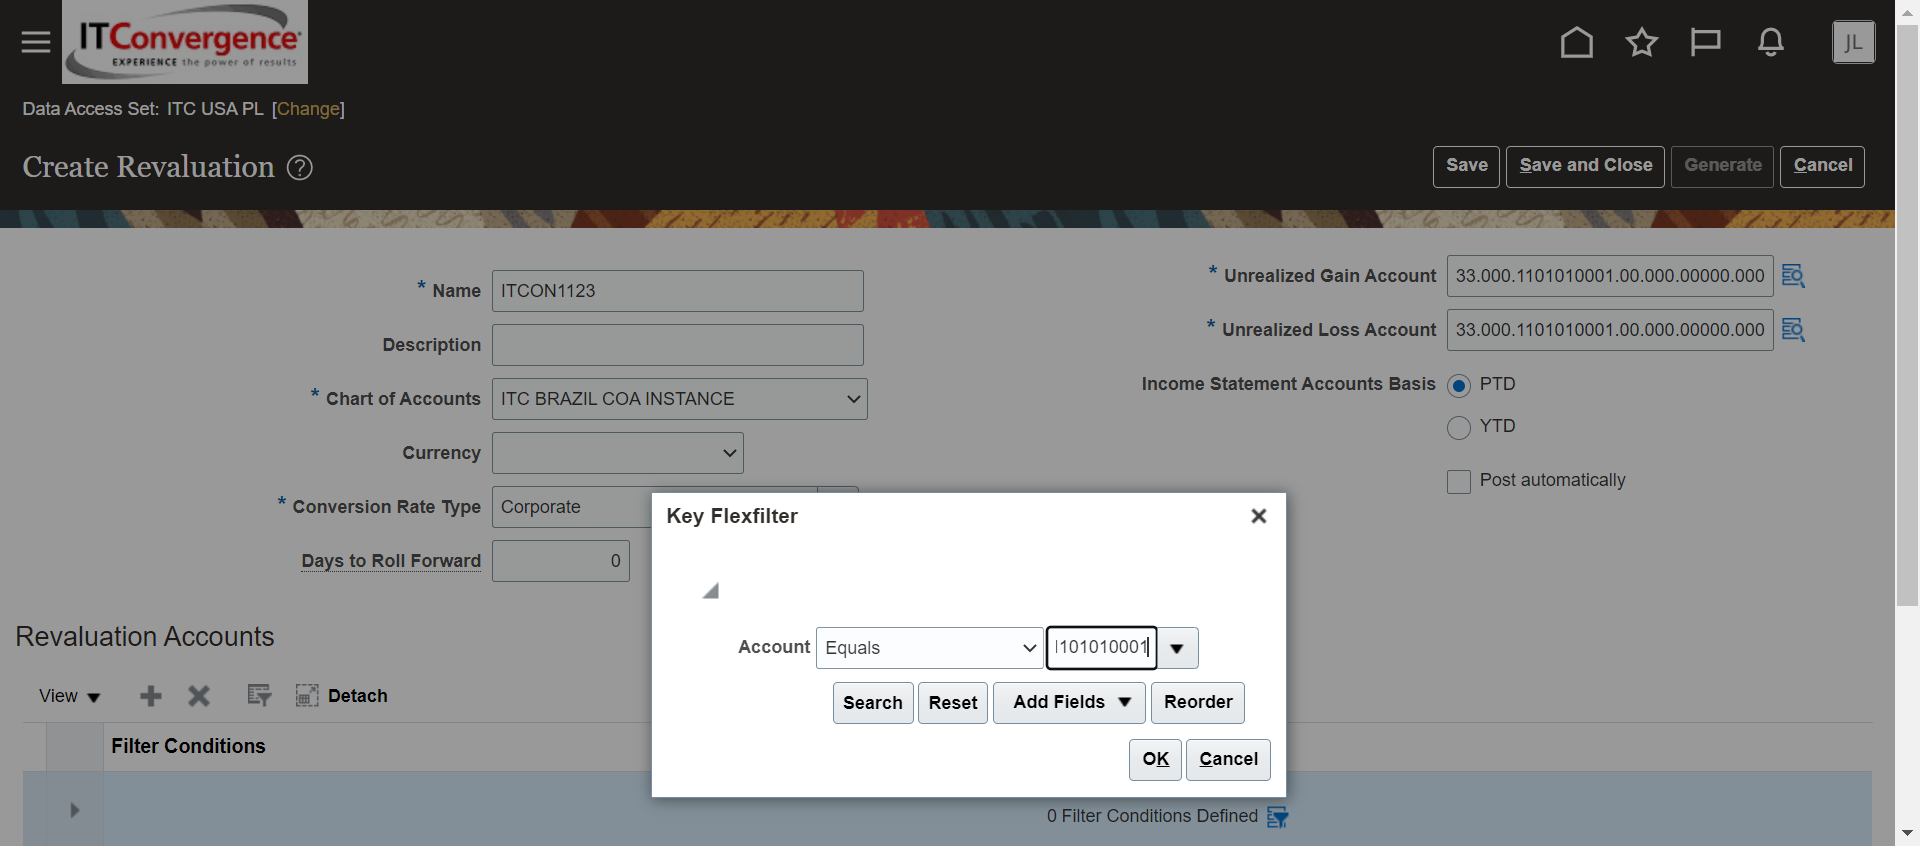 ITConvergence
EXPERIENCE the power of results
JL
Data Access Set: ITC USA PL [Change]
Create Revaluation ?
Save
Save and Close
Generate
Cancel
* Name ITCON1123
Description
* Chart of Accounts ITC BRAZIL COA INSTANCE
Currency
* Conversion Rate Type Corporate
Days to Roll Forward 0
* Unrealized Gain Account 33.000.1101010001.00.000.00000.000
* Unrealized Loss Account 33.000.1101010001.00.000.00000.000
Income Statement Accounts Basis PTD
YTD
Post automatically
Key Flexfilter
Account Equals 1101010001
Search Reset Add Fields Reorder
OK Cancel
Revaluation Accounts
View Detach
Filter Conditions
0 Filter Conditions Defined